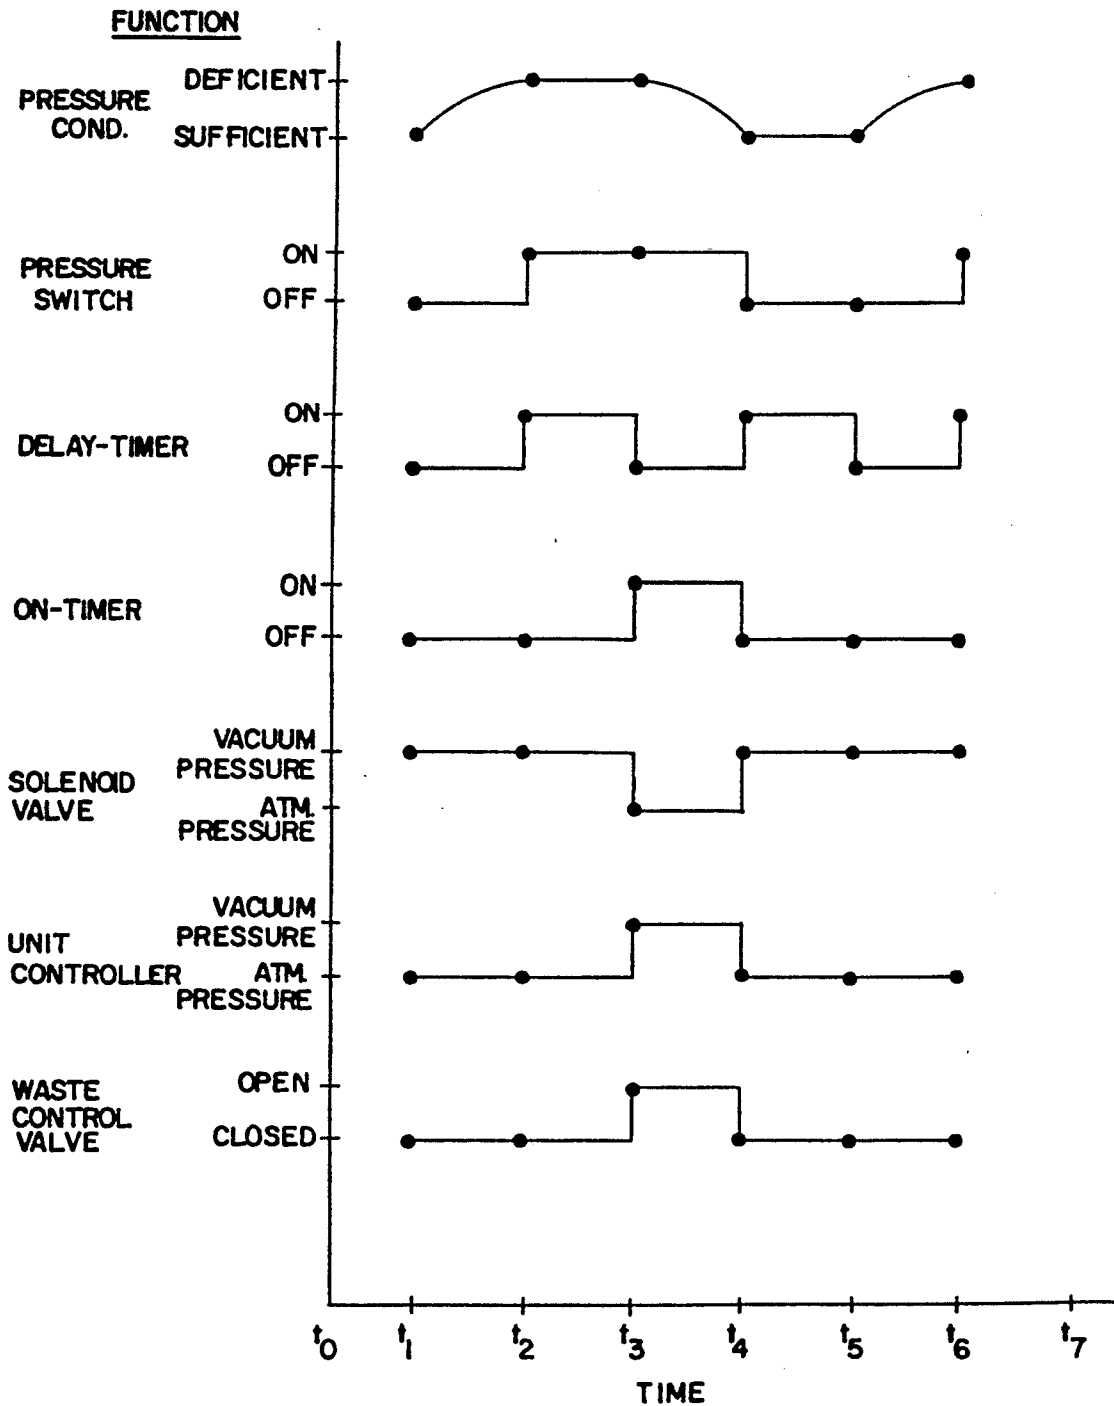 FUNCTION
PRESSURE
COND.
DEFICIENT
SUFFICIENT
PRESSURE
SWITCH
ON
OFF
DELAY-TIMER
ON
OFF
ON-TIMER
ON
OFF
SOLENOID
VALVE
VACUUM
PRESSURE
ATM.
PRESSURE
UNIT
CONTROLLER
VACUUM
PRESSURE
ATM.
PRESSURE
WASTE
CONTROL
VALVE
OPEN
CLOSED
t0 t1 t2 t3 t4 t5 t6 t7
TIME